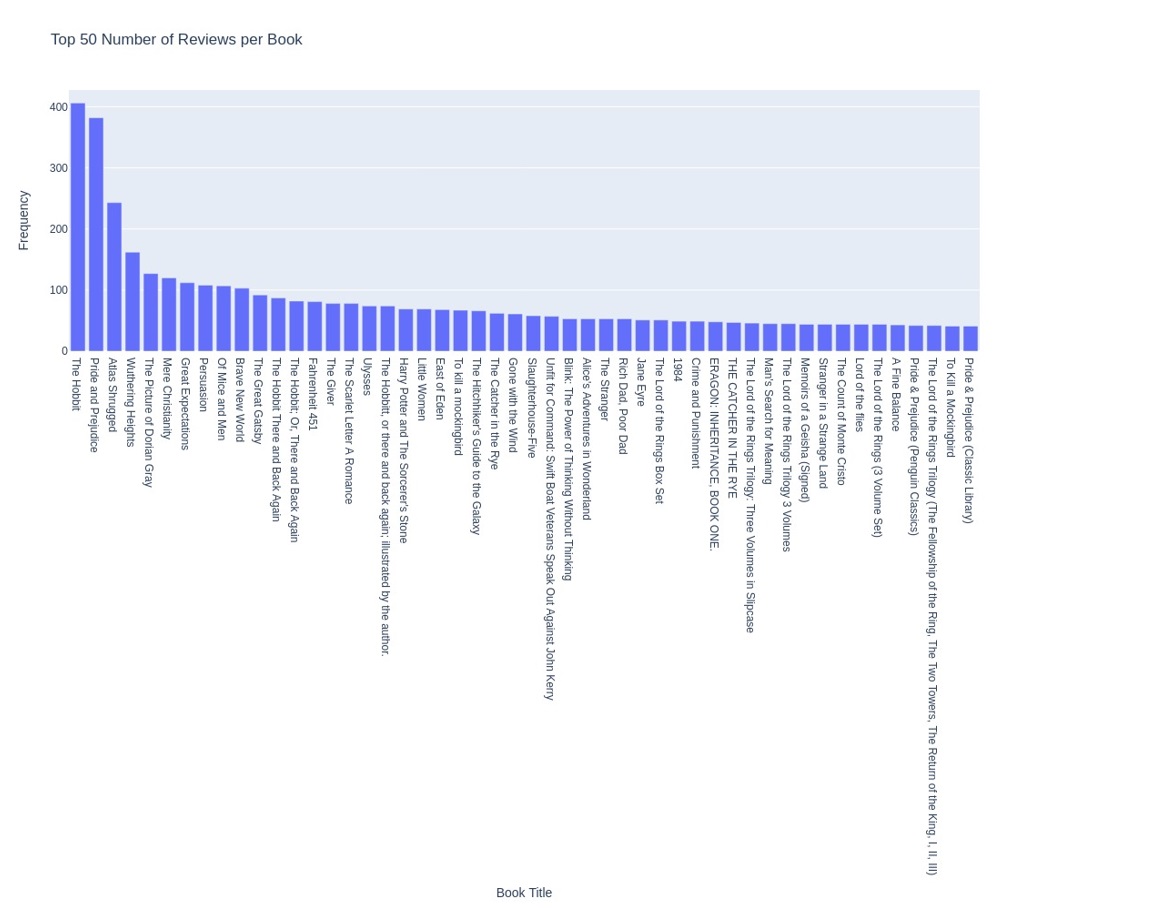 Top 50 Number of Reviews per Book
Frequency
400
300
200
100
0
The Hobbit
Pride and Prejudice
Atlas Shrugged
Wuthering Heights
The Picture of Dorian Gray
Mere Christianity
Great Expectations
Persuasion
Of Mice and Men
Brave New World
The Great Gatsby
The Hobbit There and Back Again
The Hobbit; Or, There and Back Again
Fahrenheit 451
The Giver
The Scarlet Letter A Romance
Ulysses
The Hobbitt, or there and back again; illustrated by the author.
Harry Potter and The Sorcerer's Stone
Little Women
East of Eden
To kill a mockingbird
The Hitchhiker's Guide to the Galaxy
The Catcher in the Rye
Gone with the Wind
Slaughterhouse-Five
Unfit for Command: Swift Boat Veterans Speak Out Against John Kerry
Blink: The Power of Thinking Without Thinking
Alice's Adventures in Wonderland
The Stranger
Rich Dad, Poor Dad
Jane Eyre
The Lord of the Rings Box Set
1984
Crime and Punishment
ERAGON: INHERITANCE, BOOK ONE.
THE CATCHER IN THE RYE
The Lord of the Rings Trilogy: Three Volumes in Slipcase
Man's Search for Meaning
The Lord of the Rings Trilogy 3 Volumes
Memoirs of a Geisha (Signed)
Stranger in a Strange Land
The Count of Monte Cristo
Lord of the flies
The Lord of the Rings (3 Volume Set)
A Fine Balance
Pride & Prejudice (Penguin Classics)
The Lord of the Rings Trilogy (The Fellowship of the Ring, The Two Towers, The Return of the King, I, II, III)
To Kill a Mockingbird
Pride & Prejudice (Classic Library)
Book Title